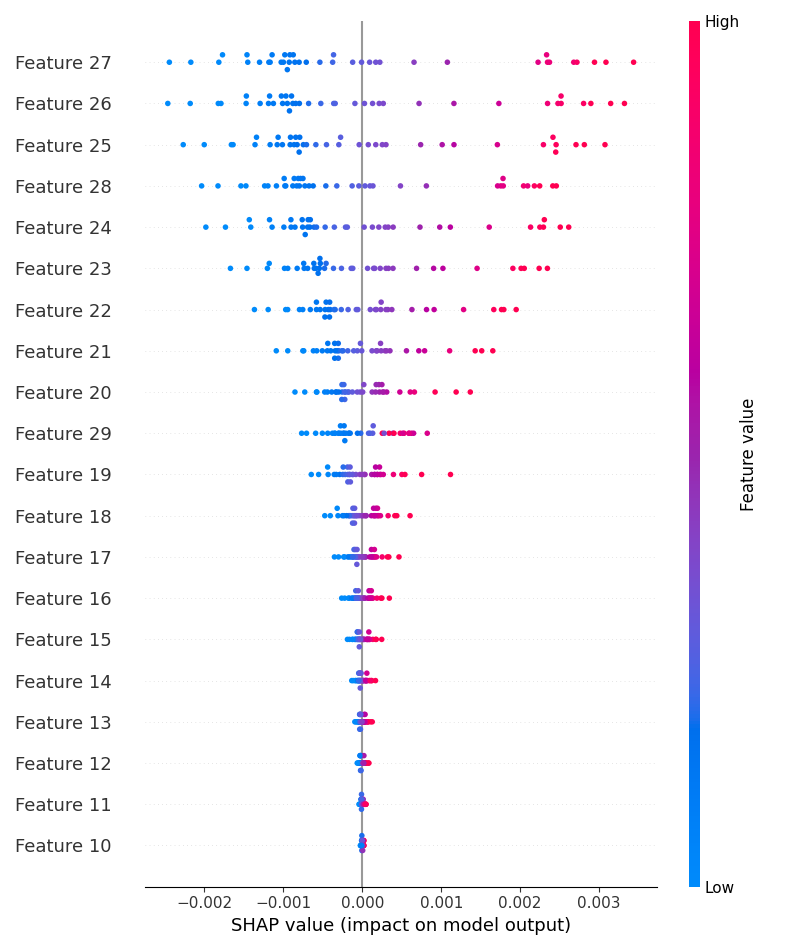 High
Feature 27
Feature 26
Feature 25
Feature 28
Feature 24
Feature 23
Feature 22
Feature 21
Feature 20
Feature 29
Feature 19
Feature 18
Feature 17
Feature 16
Feature 15
Feature 14
Feature 13
Feature 12
Feature 11
Feature 10
Feature value
Low
−0.002 −0.001 0.000 0.001 0.002 0.003
SHAP value (impact on model output)